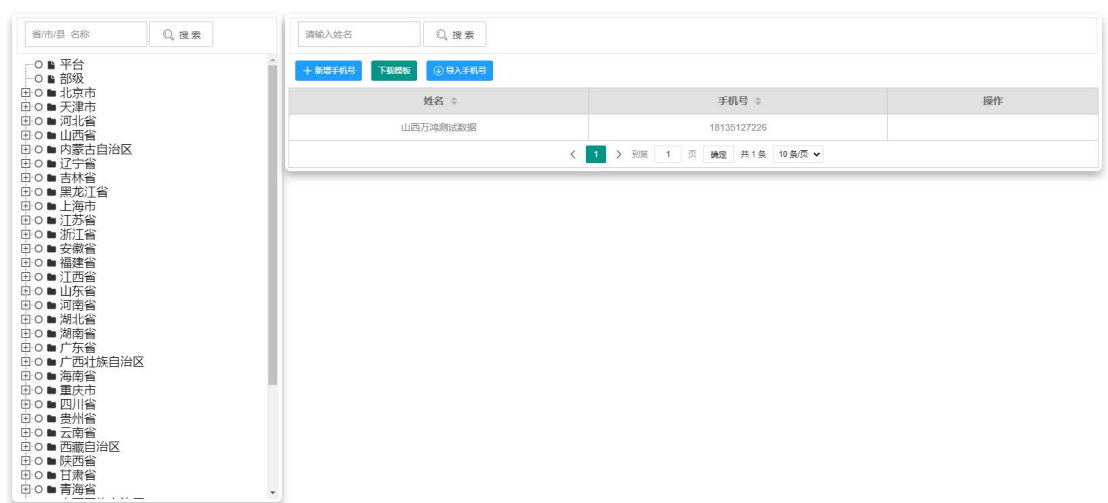 省/市/县 名称
搜索
平台
部级
北京市
天津市
河北省
山西省
内蒙古自治区
辽宁省
吉林省
黑龙江省
上海市
江苏省
浙江省
安徽省
福建省
江西省
山东省
河南省
湖北省
湖南省
广东省
广西壮族自治区
海南省
重庆市
四川省
贵州省
云南省
西藏自治区
陕西省
甘肃省
青海省
请输入姓名
搜索
新增手机号 下载模板 导入手机号
姓名 手机号 操作
山西万鸿测试数据 18135127226
1 到第 1 页 确定 共 1 条 10 条/页